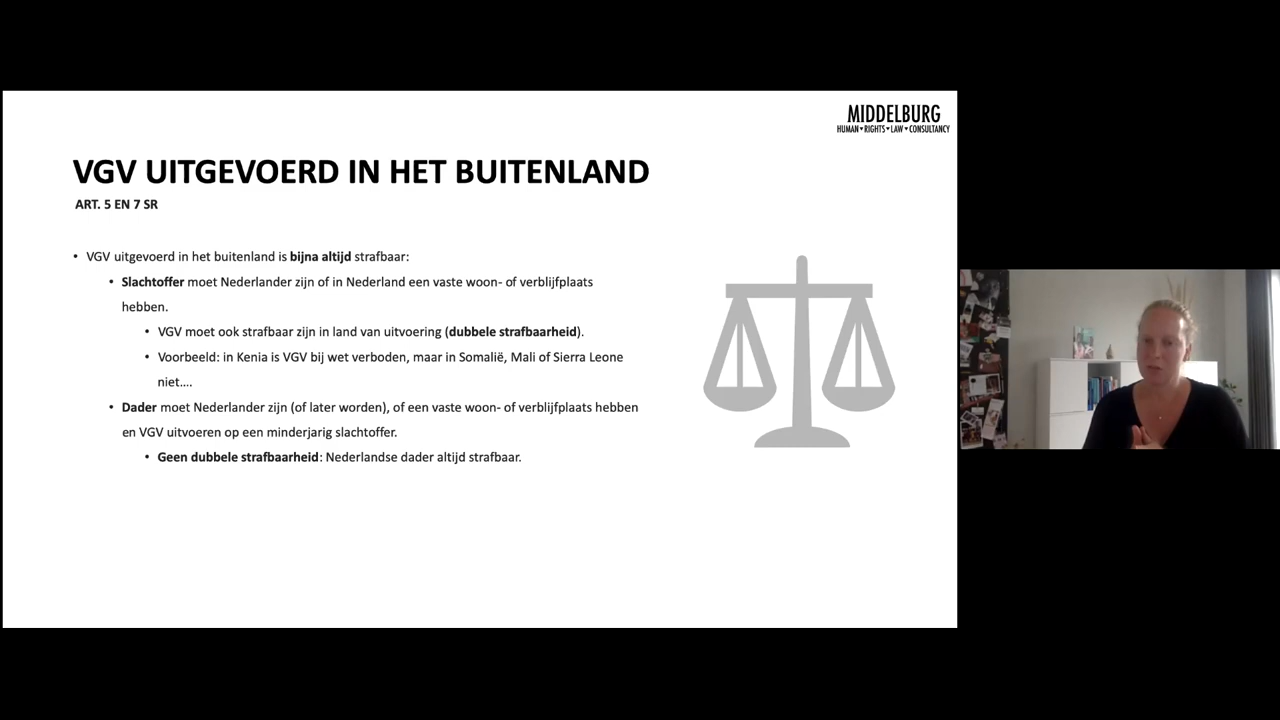 MIDDELBURG
HUMAN♥RIGHTS♥LAW♥CONSULTANCY
VGV UITGEVOERD IN HET BUITENLAND
ART. 5 EN 7 SR
• VGV uitgevoerd in het buitenland is bijna altijd strafbaar:
• Slachtoffer moet Nederlander zijn of in Nederland een vaste woon- of verblijfplaats
hebben.
• VGV moet ook strafbaar zijn in land van uitvoering (dubbele strafbaarheid).
• Voorbeeld: in Kenia is VGV bij wet verboden, maar in Somalië, Mali of Sierra Leone
niet....
• Dader moet Nederlander zijn (of later worden), of een vaste woon- of verblijfplaats hebben
en VGV uitvoeren op een minderjarig slachtoffer.
• Geen dubbele strafbaarheid: Nederlandse dader altijd strafbaar.